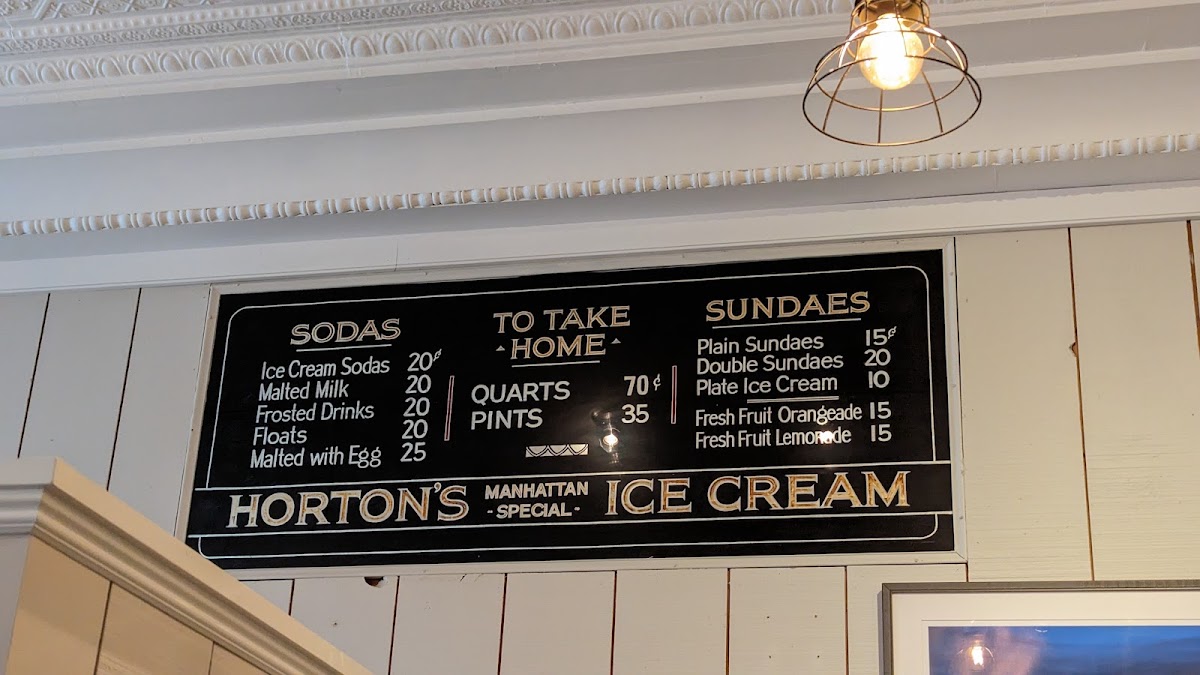 SODAS
Ice Cream Sodas 20¢
Malted Milk 20
Frosted Drinks 20
Floats 20
Malted with Egg 25
TO TAKE
HOME
QUARTS 70¢
PINTS 35
SUNDAES
Plain Sundaes 15¢
Double Sundaes 20
Plate Ice Cream 10
Fresh Fruit Orangeade 15
Fresh Fruit Lemonade 15
HORTON'S MANHATTAN -SPECIAL- ICE CREAM